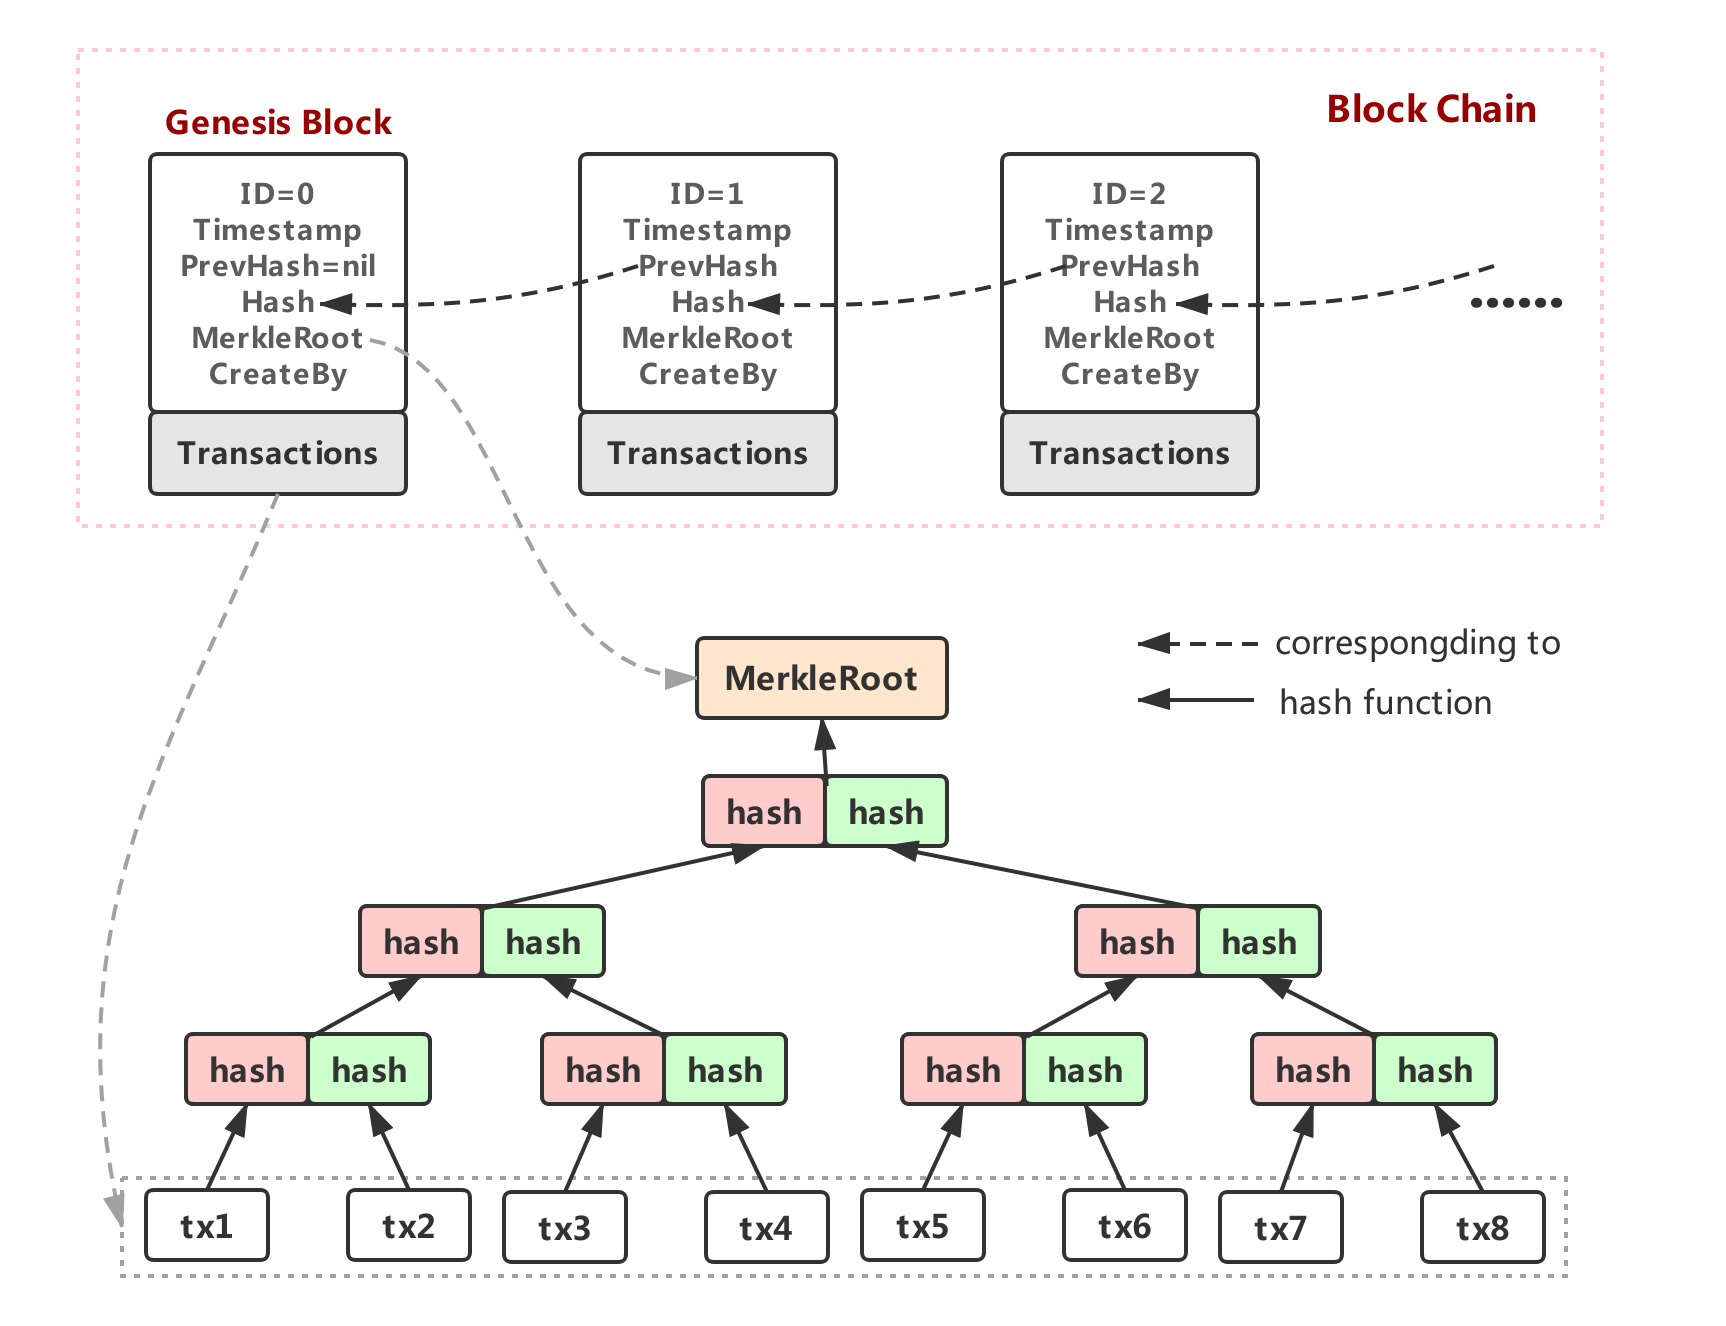 Block Chain
Genesis Block
ID=0
Timestamp
PrevHash=nil
Hash
MerkleRoot
CreateBy
Transactions
ID=1
Timestamp
PrevHash
Hash
MerkleRoot
CreateBy
Transactions
ID=2
Timestamp
PrevHash
Hash
MerkleRoot
CreateBy
Transactions
......
correspongding to
hash function
MerkleRoot
hash hash
hash hash hash hash
hash hash hash hash hash hash hash hash
tx1 tx2 tx3 tx4 tx5 tx6 tx7 tx8